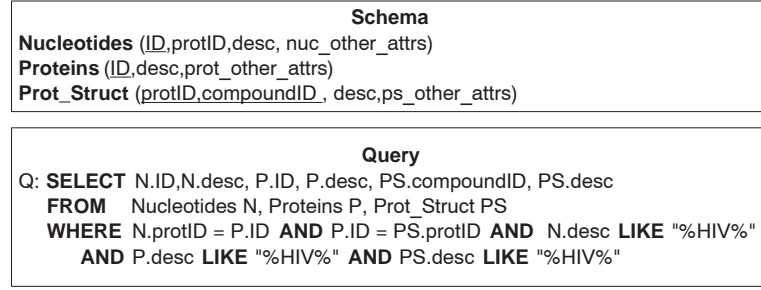 Schema
Nucleotides (ID,protID,desc, nuc_other_attrs)
Proteins (ID,desc,prot_other_attrs)
Prot_Struct (protID,compoundID , desc,ps_other_attrs)
Query
Q: SELECT N.ID,N.desc, P.ID, P.desc, PS.compoundID, PS.desc
FROM Nucleotides N, Proteins P, Prot_Struct PS
WHERE N.protID = P.ID AND P.ID = PS.protID AND N.desc LIKE "%HIV%"
AND P.desc LIKE "%HIV%" AND PS.desc LIKE "%HIV%"